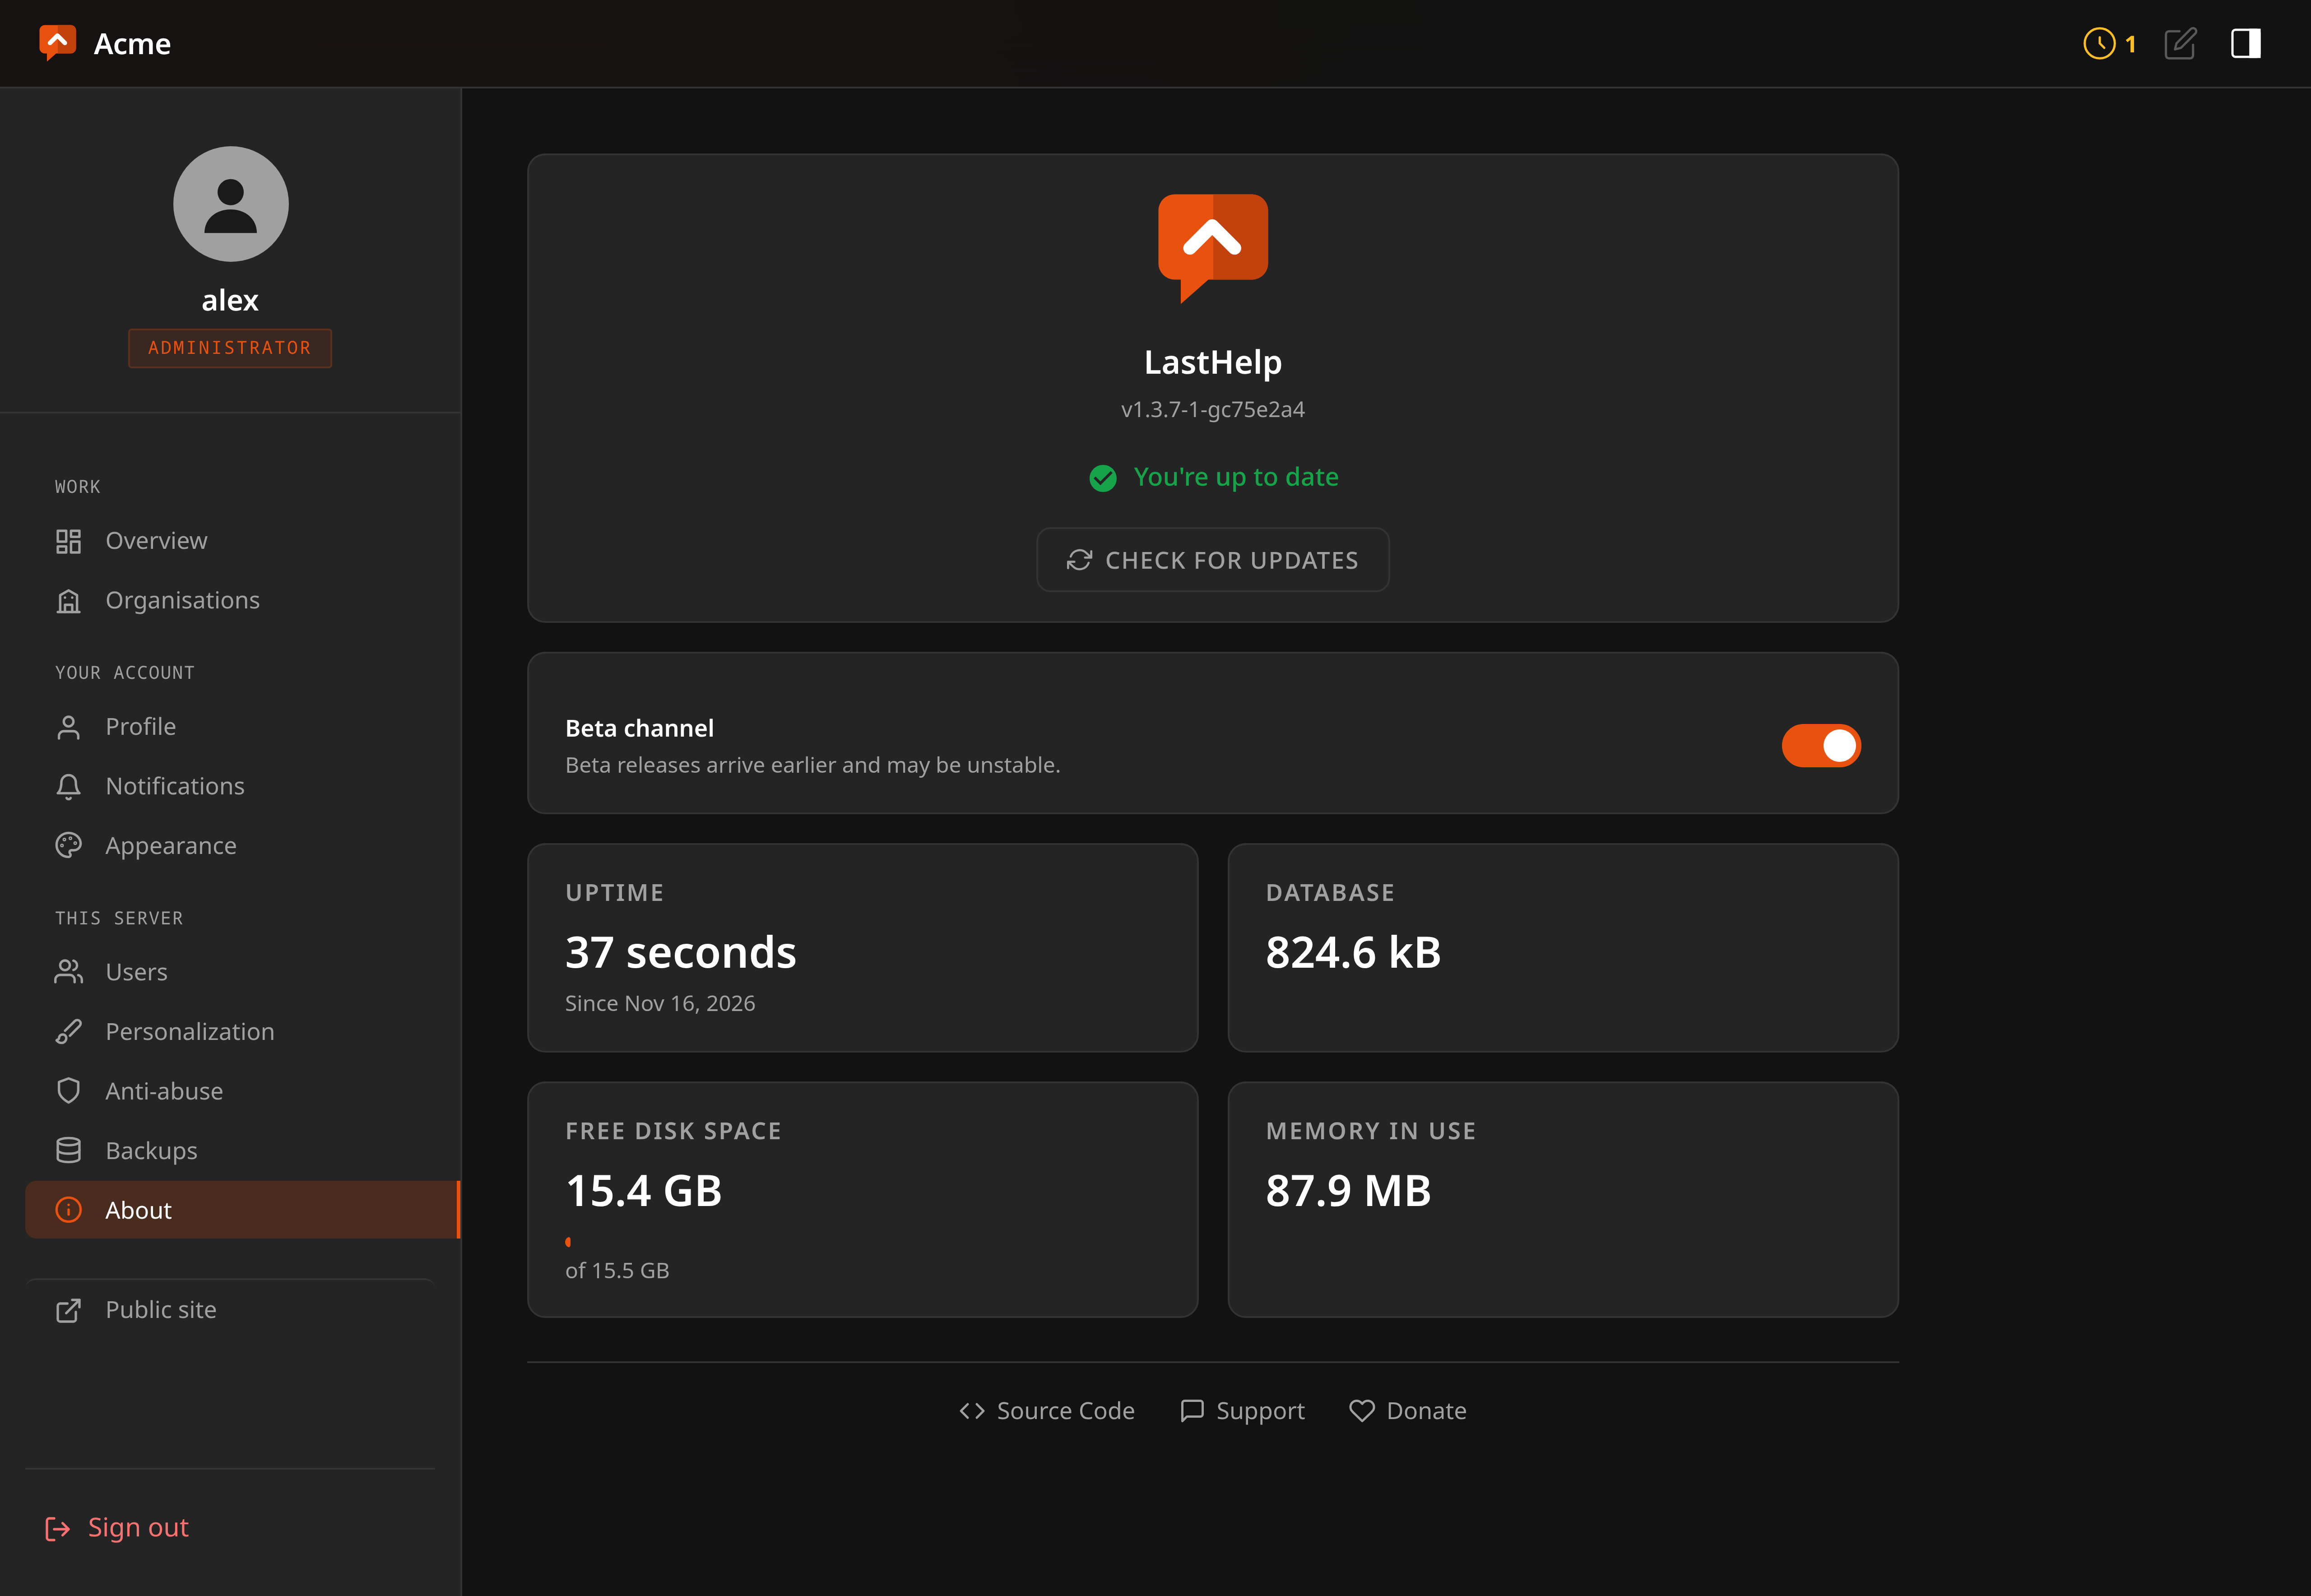 Acme
1
alex
ADMINISTRATOR
WORK
Overview
Organisations
YOUR ACCOUNT
Profile
Notifications
Appearance
THIS SERVER
Users
Personalization
Anti-abuse
Backups
About
Public site
Sign out
LastHelp
v1.3.7-1-gc75e2a4
You're up to date
CHECK FOR UPDATES
Beta channel
Beta releases arrive earlier and may be unstable.
UPTIME
37 seconds
Since Nov 16, 2026
DATABASE
824.6 kB
FREE DISK SPACE
15.4 GB
of 15.5 GB
MEMORY IN USE
87.9 MB
Source Code
Support
Donate